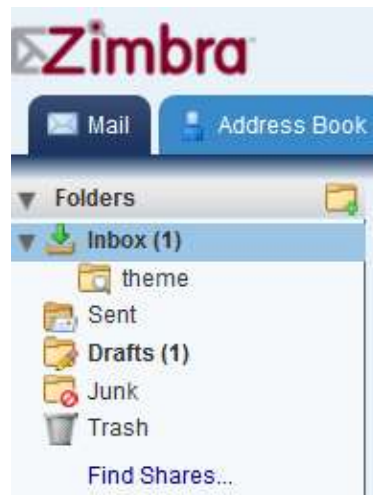 Zimbra
Mail Address Book
Folders
Inbox (1)
theme
Sent
Drafts (1)
Junk
Trash
Find Shares...